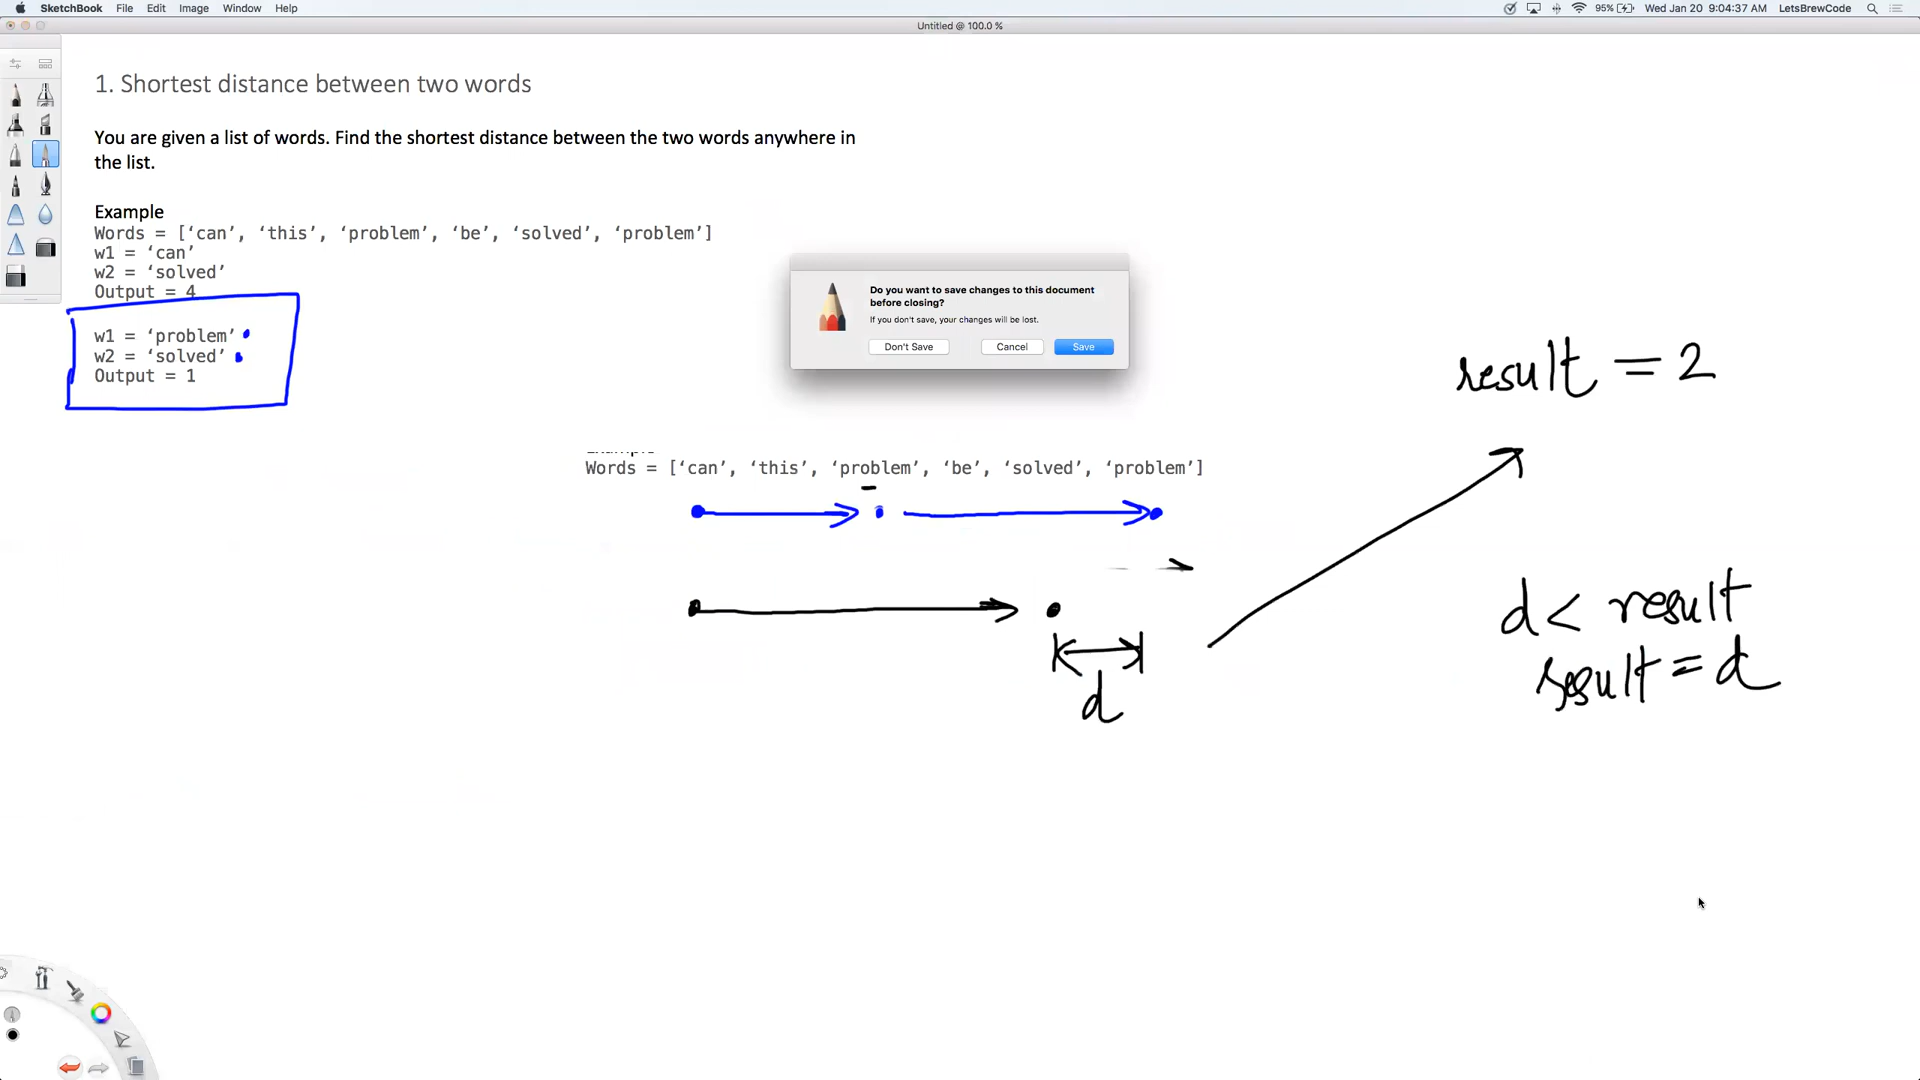 SketchBook File Edit Image Window Help
95% Wed Jan 20 9:04:37 AM LetsBrewCode
Untitled @ 100.0 %
1. Shortest distance between two words
You are given a list of words. Find the shortest distance between the two words anywhere in
the list.
Example
Words = [‘can’, ‘this’, ‘problem’, ‘be’, ‘solved’, ‘problem’]
w1 = ‘can’
w2 = ‘solved’
Output = 4
w1 = ‘problem’
w2 = ‘solved’
Output = 1
Do you want to save changes to this document
before closing?
If you don't save, your changes will be lost.
Don't Save Cancel Save
result = 2
Example
Words = [‘can’, ‘this’, ‘problem’, ‘be’, ‘solved’, ‘problem’]
d < result
result = d
d